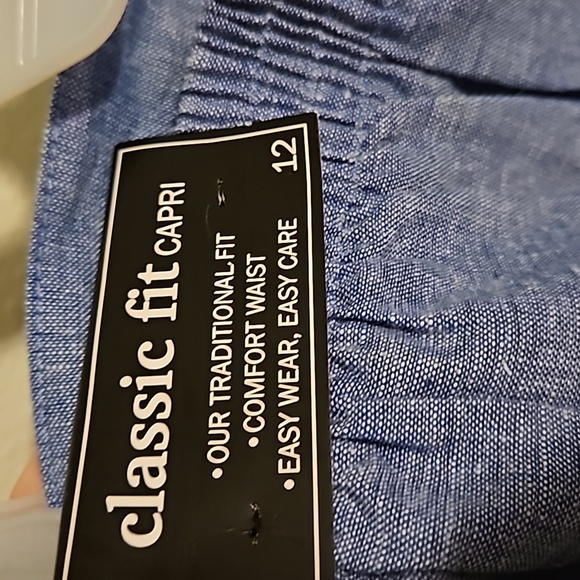 classic fit CAPRI
•OUR TRADITIONAL FIT
•COMFORT WAIST
•EASY WEAR, EASY CARE
12